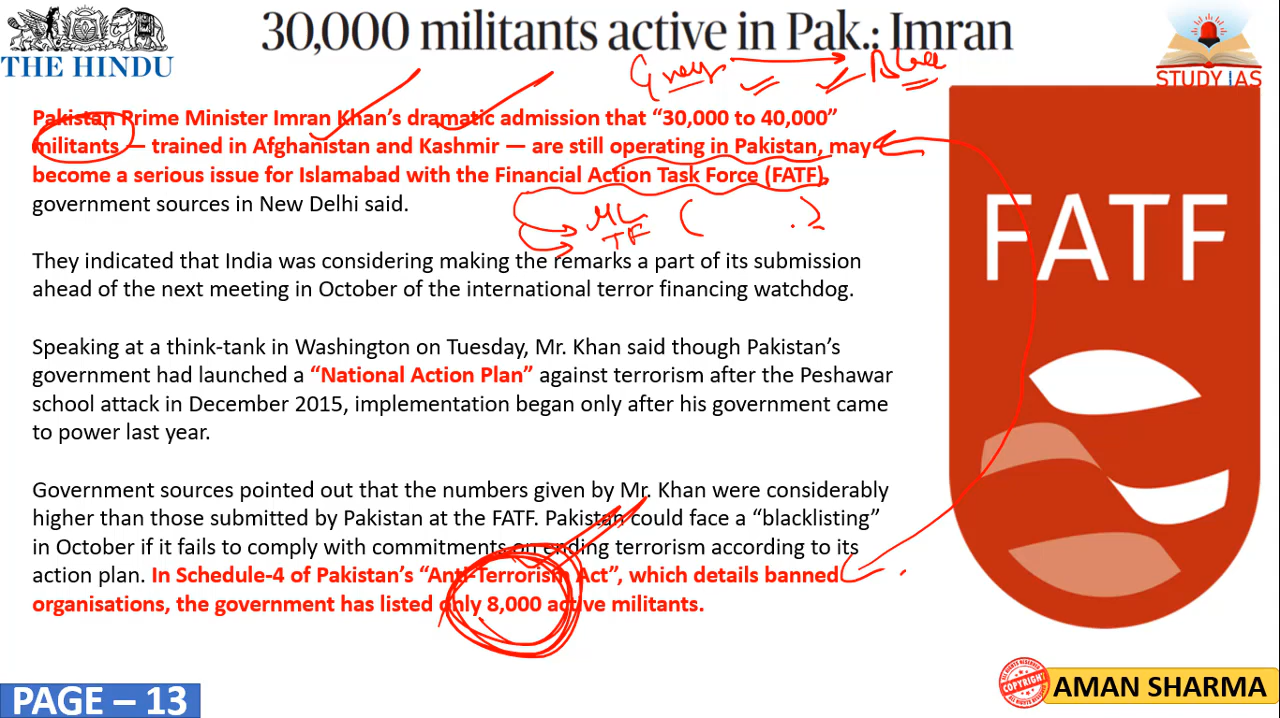 30,000 militants active in Pak.: Imran
THE HINDU
STUDY IAS
Grey
Pakistan Prime Minister Imran Khan's dramatic admission that "30,000 to 40,000"
militants — trained in Afghanistan and Kashmir — are still operating in Pakistan, may
become a serious issue for Islamabad with the Financial Action Task Force (FATF),
government sources in New Delhi said.
ML
TF
FATF
They indicated that India was considering making the remarks a part of its submission
ahead of the next meeting in October of the international terror financing watchdog.
Speaking at a think-tank in Washington on Tuesday, Mr. Khan said though Pakistan's
government had launched a "National Action Plan" against terrorism after the Peshawar
school attack in December 2015, implementation began only after his government came
to power last year.
Government sources pointed out that the numbers given by Mr. Khan were considerably
higher than those submitted by Pakistan at the FATF. Pakistan could face a "blacklisting"
in October if it fails to comply with commitments on ending terrorism according to its
action plan. In Schedule-4 of Pakistan's "Anti-Terrorism Act", which details banned
organisations, the government has listed only 8,000 active militants.
PAGE – 13
COPYRIGHT
AMAN SHARMA